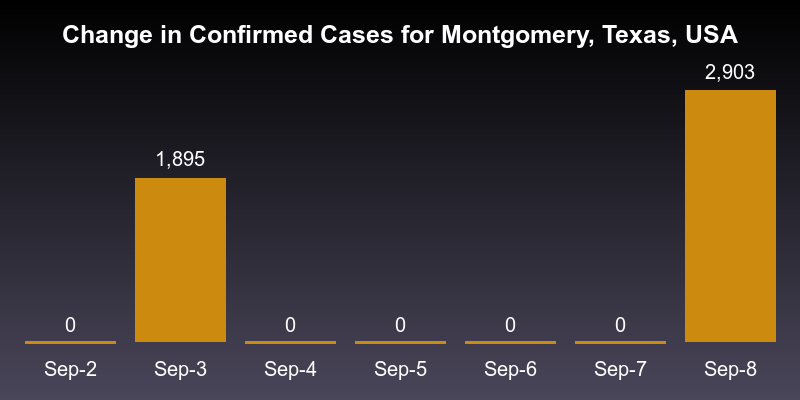 Change in Confirmed Cases for Montgomery, Texas, USA
2,903
1,895
0 0 0 0 0
Sep-2 Sep-3 Sep-4 Sep-5 Sep-6 Sep-7 Sep-8